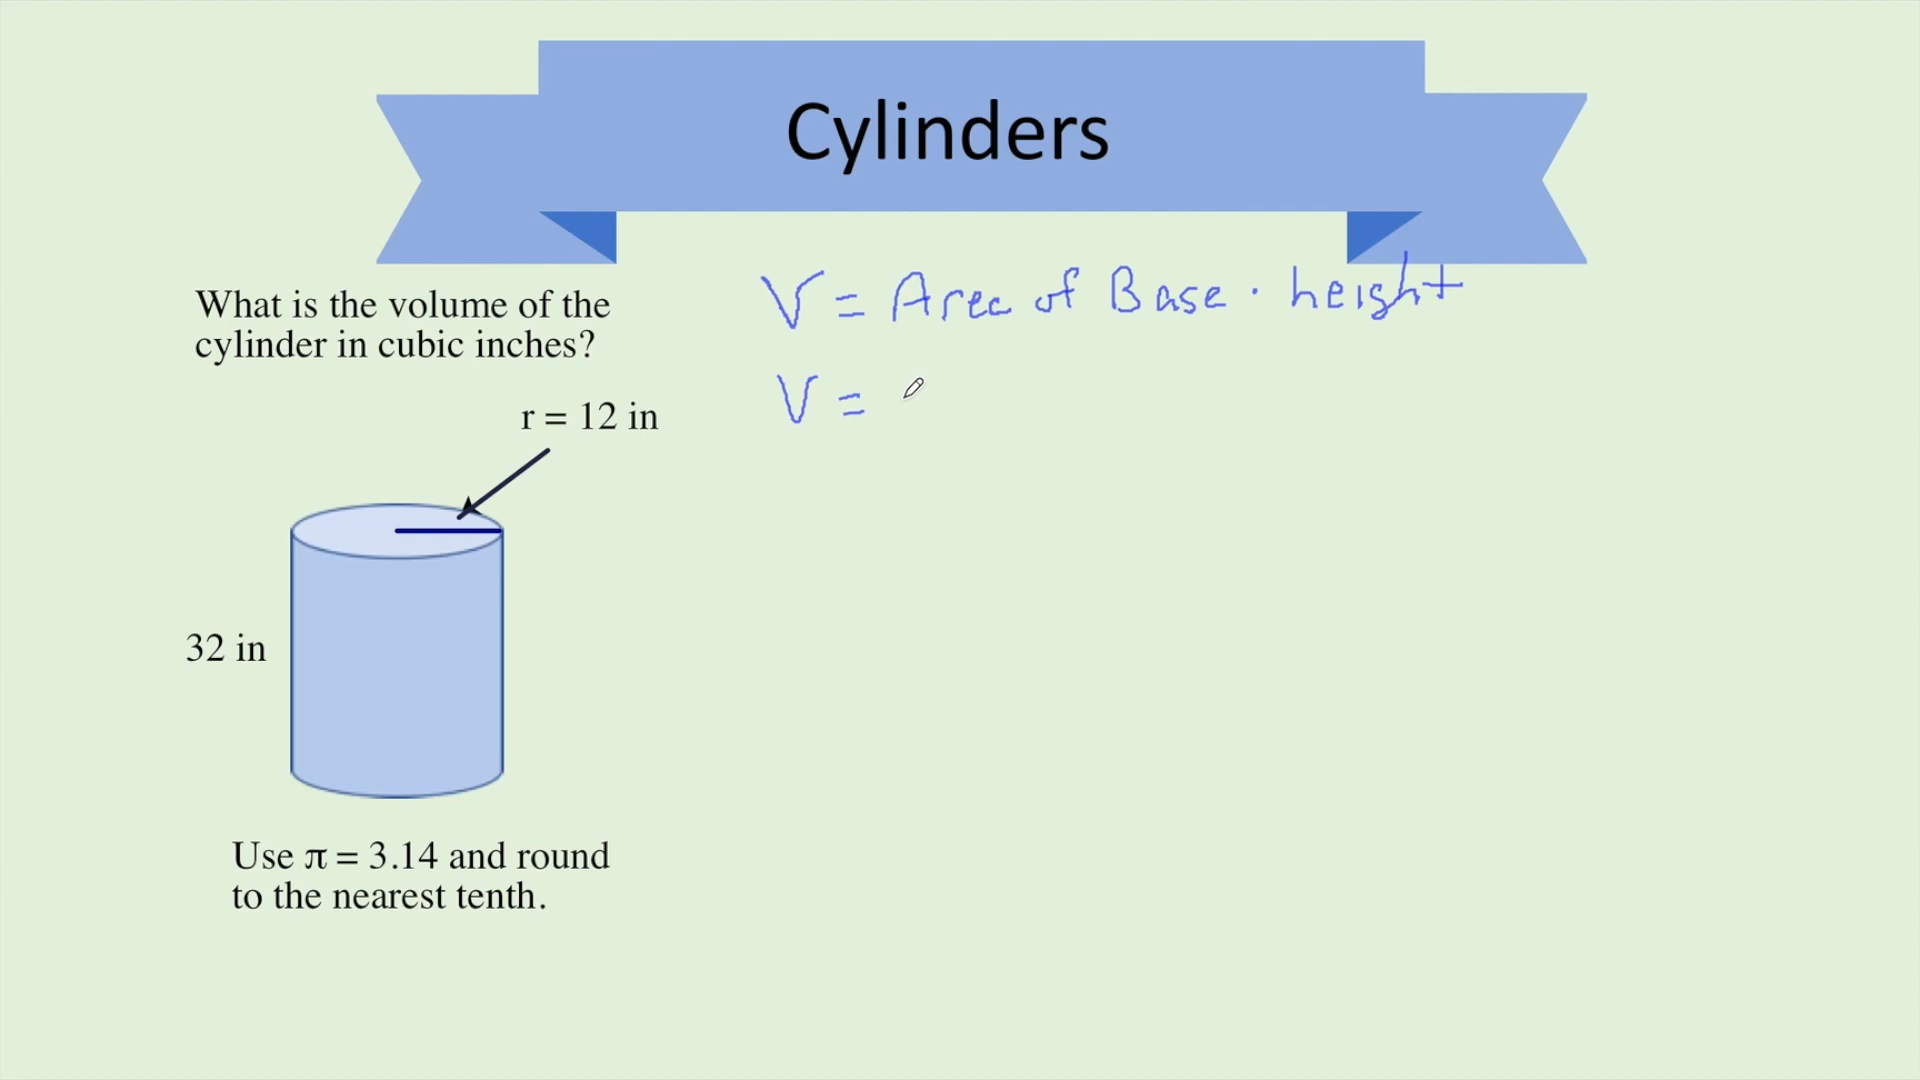 Cylinders
What is the volume of the
cylinder in cubic inches?
r = 12 in
32 in
Use π = 3.14 and round
to the nearest tenth.
V = Area of Base · height
V =